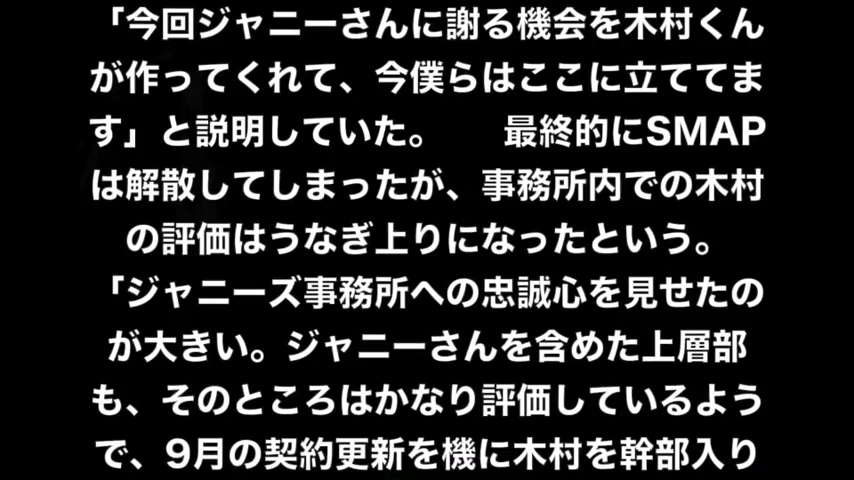 「今回ジャニーさんに謝る機会を木村くん
が作ってくれて、今僕らはここに立ててま
す」と説明していた。　　最終的にSMAP
は解散してしまったが、事務所内での木村
の評価はうなぎ上りになったという。
「ジャニーズ事務所への忠誠心を見せたの
が大きい。ジャニーさんを含めた上層部
も、そのところはかなり評価しているよう
で、9月の契約更新を機に木村を幹部入り